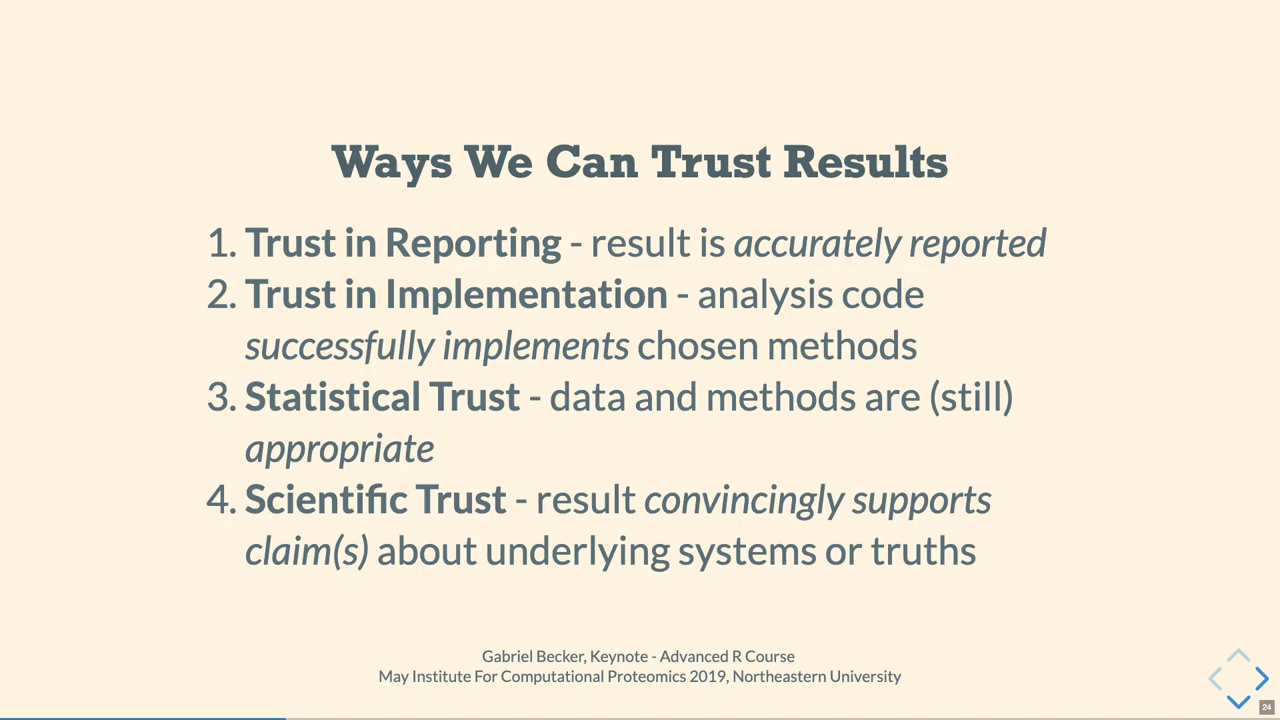 Ways We Can Trust Results
1. Trust in Reporting - result is accurately reported
2. Trust in Implementation - analysis code
successfully implements chosen methods
3. Statistical Trust - data and methods are (still)
appropriate
4. Scientific Trust - result convincingly supports
claim(s) about underlying systems or truths
Gabriel Becker, Keynote - Advanced R Course
May Institute For Computational Proteomics 2019, Northeastern University
24